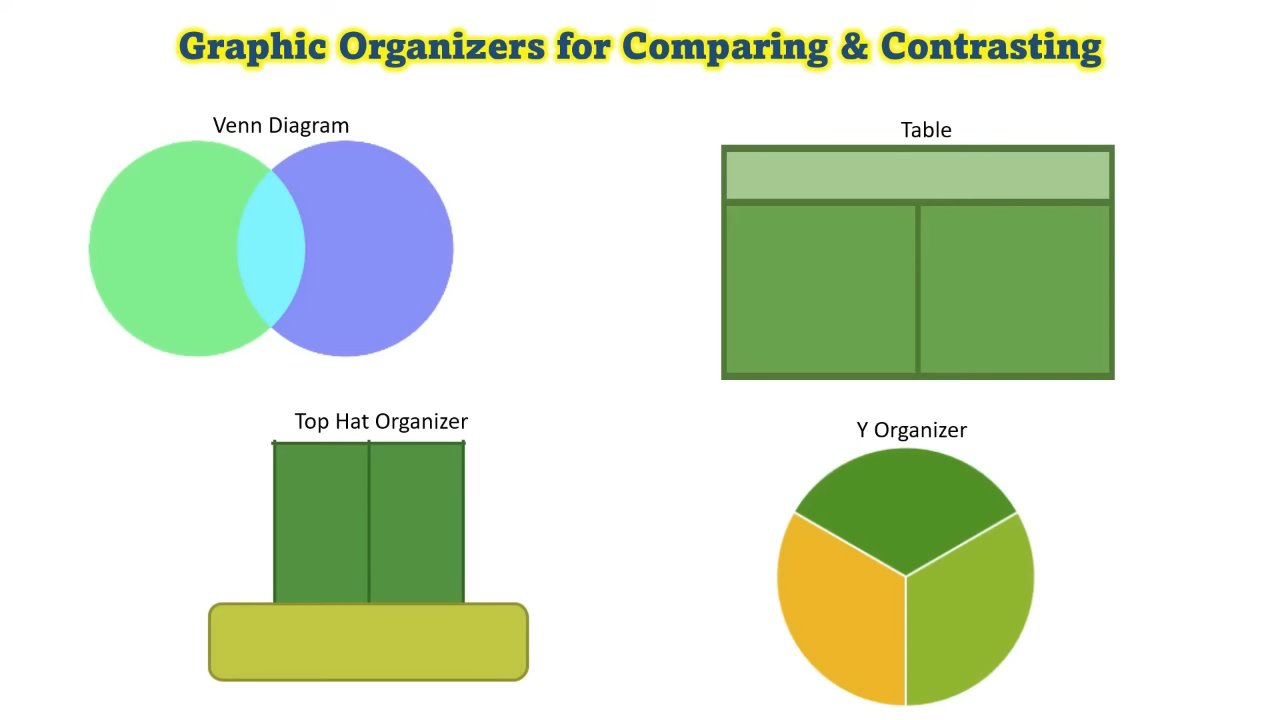 Graphic Organizers for Comparing & Contrasting
Venn Diagram
Table
Top Hat Organizer
Y Organizer